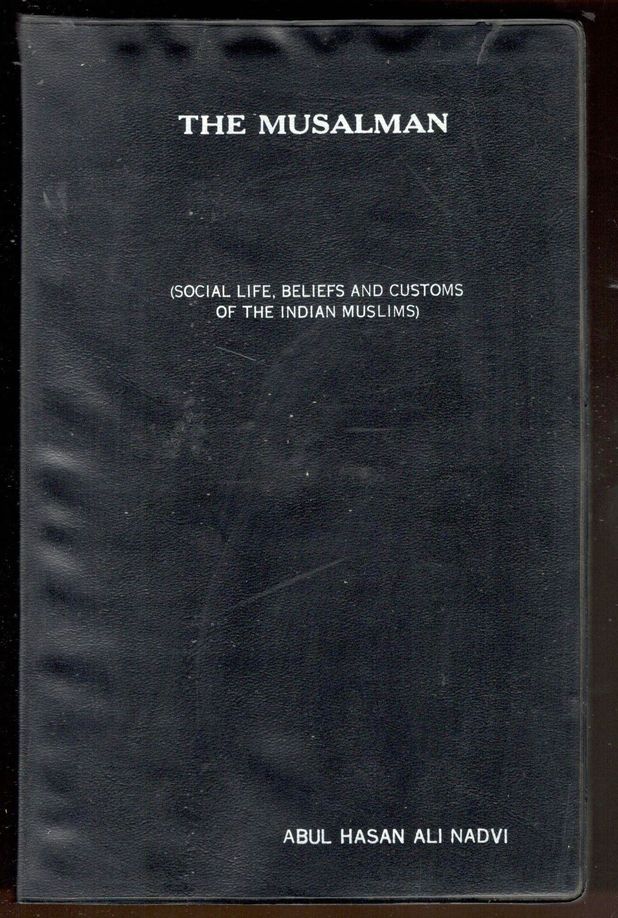 THE MUSALMAN
(SOCIAL LIFE, BELIEFS AND CUSTOMS
OF THE INDIAN MUSLIMS)
ABUL HASAN ALI NADVI